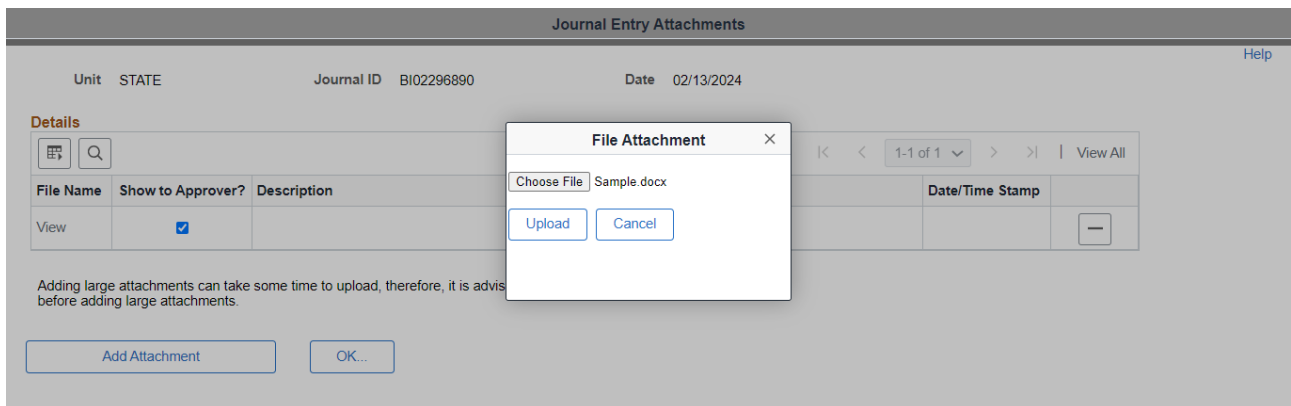 Journal Entry Attachments
Help
Unit STATE Journal ID BI02296890 Date 02/13/2024
Details
File Attachment
1-1 of 1 | View All
Choose File Sample.docx
File Name Show to Approver? Description Date/Time Stamp
View
Upload Cancel
Adding large attachments can take some time to upload, therefore, it is advis
before adding large attachments.
Add Attachment OK...